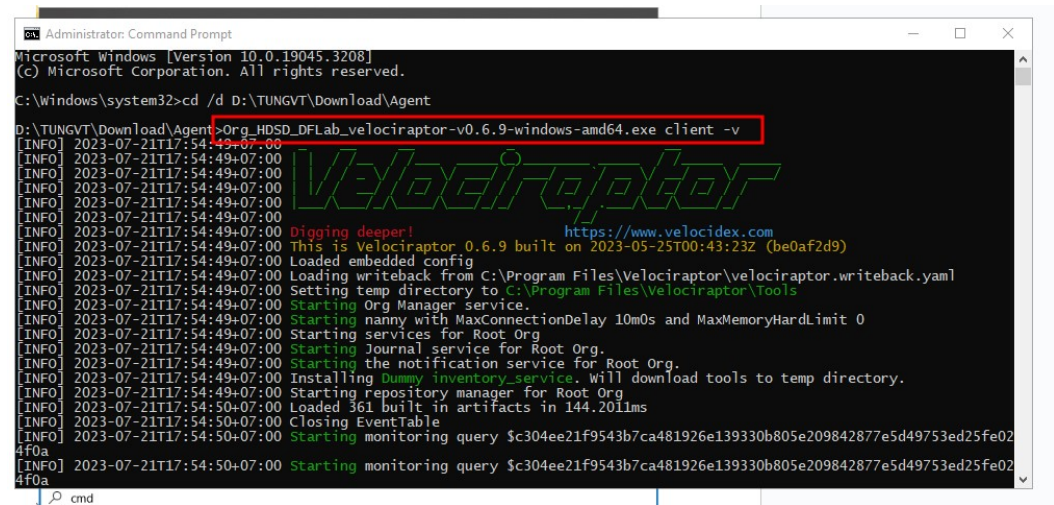 Administrator: Command Prompt
Microsoft Windows [Version 10.0.19045.3208]
(c) Microsoft Corporation. All rights reserved.
C:\Windows\system32>cd /d D:\TUNGVT\Download\Agent
D:\TUNGVT\Download\Agent>Org_HDSD_DFLab_velociraptor-v0.6.9-windows-amd64.exe client -v
[INFO] 2023-07-21T17:54:49+07:00
[INFO] 2023-07-21T17:54:49+07:00
[INFO] 2023-07-21T17:54:49+07:00
[INFO] 2023-07-21T17:54:49+07:00
[INFO] 2023-07-21T17:54:49+07:00
Velociraptor
[INFO] 2023-07-21T17:54:49+07:00
[INFO] 2023-07-21T17:54:49+07:00 Digging deeper! https://www.velocidex.com
[INFO] 2023-07-21T17:54:49+07:00 This is Velociraptor 0.6.9 built on 2023-05-25T00:43:23Z (be0af2d9)
[INFO] 2023-07-21T17:54:49+07:00 Loaded embedded config
[INFO] 2023-07-21T17:54:49+07:00 Loading writeback from C:\Program Files\Velociraptor\velociraptor.writeback.yaml
[INFO] 2023-07-21T17:54:49+07:00 Setting temp directory to C:\Program Files\Velociraptor\Tools
[INFO] 2023-07-21T17:54:49+07:00 Starting Org Manager service.
[INFO] 2023-07-21T17:54:49+07:00 Starting nanny with MaxConnectionDelay 10m0s and MaxMemoryHardLimit 0
[INFO] 2023-07-21T17:54:49+07:00 Starting services for Root Org
[INFO] 2023-07-21T17:54:49+07:00 Starting Journal service for Root Org.
[INFO] 2023-07-21T17:54:49+07:00 Starting the notification service for Root Org.
[INFO] 2023-07-21T17:54:49+07:00 Installing Dummy inventory_service. Will download tools to temp directory.
[INFO] 2023-07-21T17:54:49+07:00 Starting repository manager for Root Org
[INFO] 2023-07-21T17:54:50+07:00 Loaded 361 built in artifacts in 144.2011ms
[INFO] 2023-07-21T17:54:50+07:00 Closing EventTable
[INFO] 2023-07-21T17:54:50+07:00 Starting monitoring query $c304ee21f9543b7ca481926e139330b805e209842877e5d49753ed25fe02
4f0a
[INFO] 2023-07-21T17:54:50+07:00 Starting monitoring query $c304ee21f9543b7ca481926e139330b805e209842877e5d49753ed25fe02
4f0a
cmd